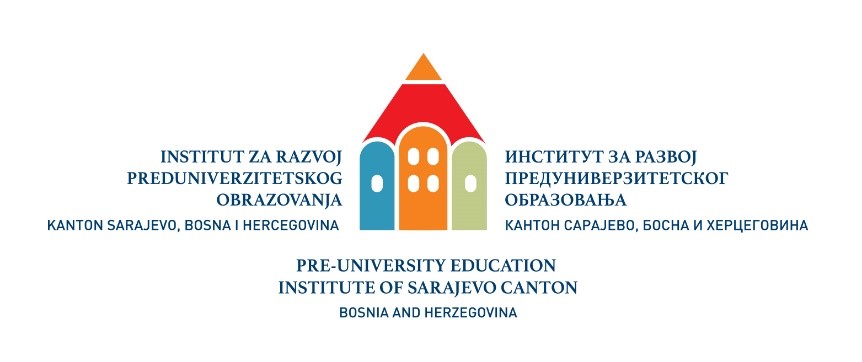 INSTITUT ZA RAZVOJ
PREDUNIVERZITETSKOG
OBRAZOVANJA
KANTON SARAJEVO, BOSNA I HERCEGOVINA
ИНСТИТУТ ЗА РАЗВОЈ
ПРЕДУНИВЕРЗИТЕТСКОГ
ОБРАЗОВАЊА
КАНТОН САРАЈЕВО, БОСНА И ХЕРЦЕГОВИНА
PRE-UNIVERSITY EDUCATION
INSTITUTE OF SARAJEVO CANTON
BOSNIA AND HERZEGOVINA